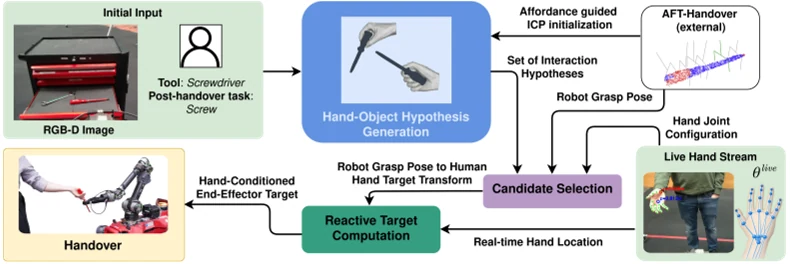 Initial Input
Tool: Screwdriver
Post-handover task:
Screw
RGB-D Image
Hand-Object Hypothesis
Generation
Affordance guided
ICP initialization
AFT-Handover
(external)
Set of Interaction
Hypotheses
Robot Grasp Pose
Hand Joint
Configuration
Live Hand Stream
θ^live
Candidate Selection
Robot Grasp Pose to Human
Hand Target Transform
Reactive Target
Computation
Real-time Hand Location
Hand-Conditioned
End-Effector Target
Handover